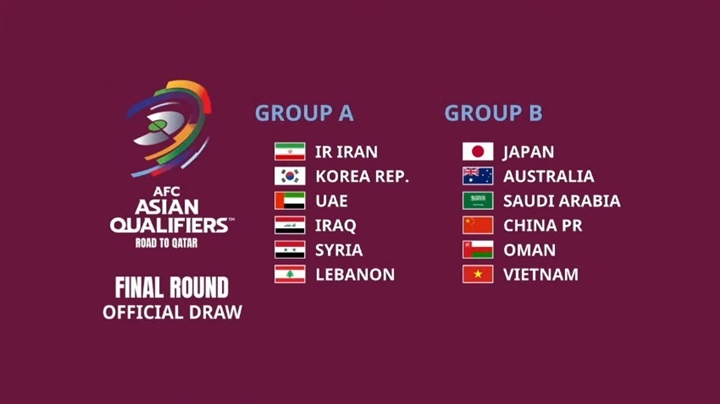 AFC
ASIAN
QUALIFIERS™
ROAD TO QATAR
FINAL ROUND
OFFICIAL DRAW
GROUP A
IR IRAN
KOREA REP.
UAE
IRAQ
SYRIA
LEBANON
GROUP B
JAPAN
AUSTRALIA
SAUDI ARABIA
CHINA PR
OMAN
VIETNAM